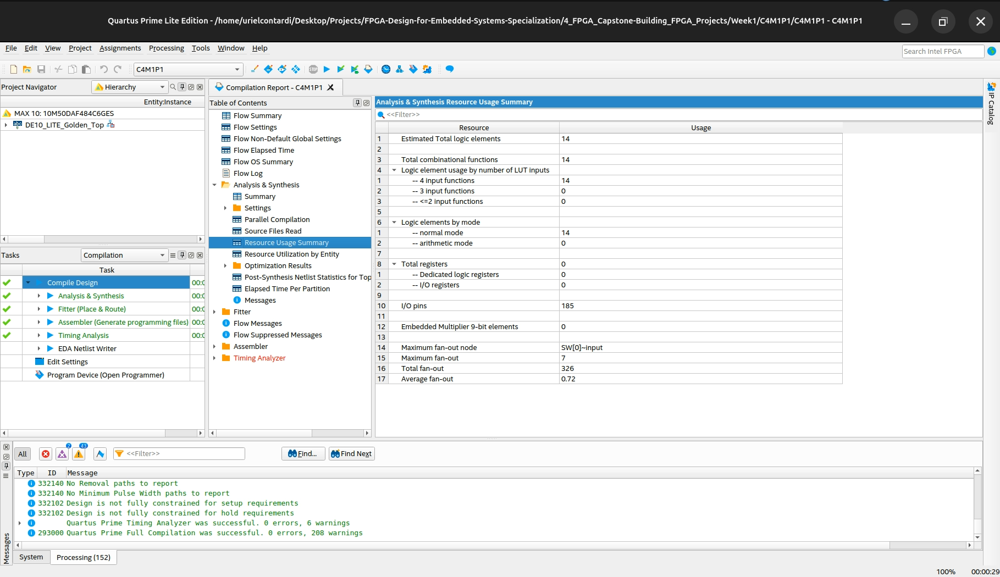 Quartus Prime Lite Edition - /home/urielcontardi/Desktop/Projects/FPGA-Design-for-Embedded-Systems-Specialization/4_FPGA_Capstone-Building_FPGA_Projects/Week1/C4M1P1/C4M1P1 - C4M1P1
File Edit View Project Assignments Processing Tools Window Help
Search Intel FPGA
C4M1P1
STOP
Project Navigator
Hierarchy
Entity:Instance
MAX 10: 10M50DAF484C6GES
abc DE10_LITE_Golden_Top
Tasks
Compilation
Task
Compile Design 00:0
Analysis & Synthesis 00:0
Fitter (Place & Route) 00:0
Assembler (Generate programming files) 00:0
Timing Analysis 00:0
EDA Netlist Writer
Edit Settings
Program Device (Open Programmer)
Compilation Report - C4M1P1
Table of Contents
Flow Summary
Flow Settings
Flow Non-Default Global Settings
Flow Elapsed Time
Flow OS Summary
Flow Log
Analysis & Synthesis
Summary
Settings
Parallel Compilation
Source Files Read
Resource Usage Summary
Resource Utilization by Entity
Optimization Results
Post-Synthesis Netlist Statistics for Top
Elapsed Time Per Partition
Messages
Fitter
Flow Messages
Flow Suppressed Messages
Assembler
Timing Analyzer
Analysis & Synthesis Resource Usage Summary
<<Filter>>
Resource Usage
1 Estimated Total logic elements 14
2
3 Total combinational functions 14
4 Logic element usage by number of LUT inputs
1 -- 4 input functions 14
2 -- 3 input functions 0
3 -- <=2 input functions 0
5
6 Logic elements by mode
1 -- normal mode 14
2 -- arithmetic mode 0
7
8 Total registers 0
1 -- Dedicated logic registers 0
2 -- I/O registers 0
9
10 I/O pins 185
11
12 Embedded Multiplier 9-bit elements 0
13
14 Maximum fan-out node SW[0]~input
15 Maximum fan-out 7
16 Total fan-out 326
17 Average fan-out 0.72
IP Catalog
All 2 43 <<Filter>> Find... Find Next
Type ID Message
332140 No Removal paths to report
332140 No Minimum Pulse Width paths to report
332102 Design is not fully constrained for setup requirements
332102 Design is not fully constrained for hold requirements
Quartus Prime Timing Analyzer was successful. 0 errors, 6 warnings
293000 Quartus Prime Full Compilation was successful. 0 errors, 208 warnings
Messages
System Processing (152)
100% 00:00:29